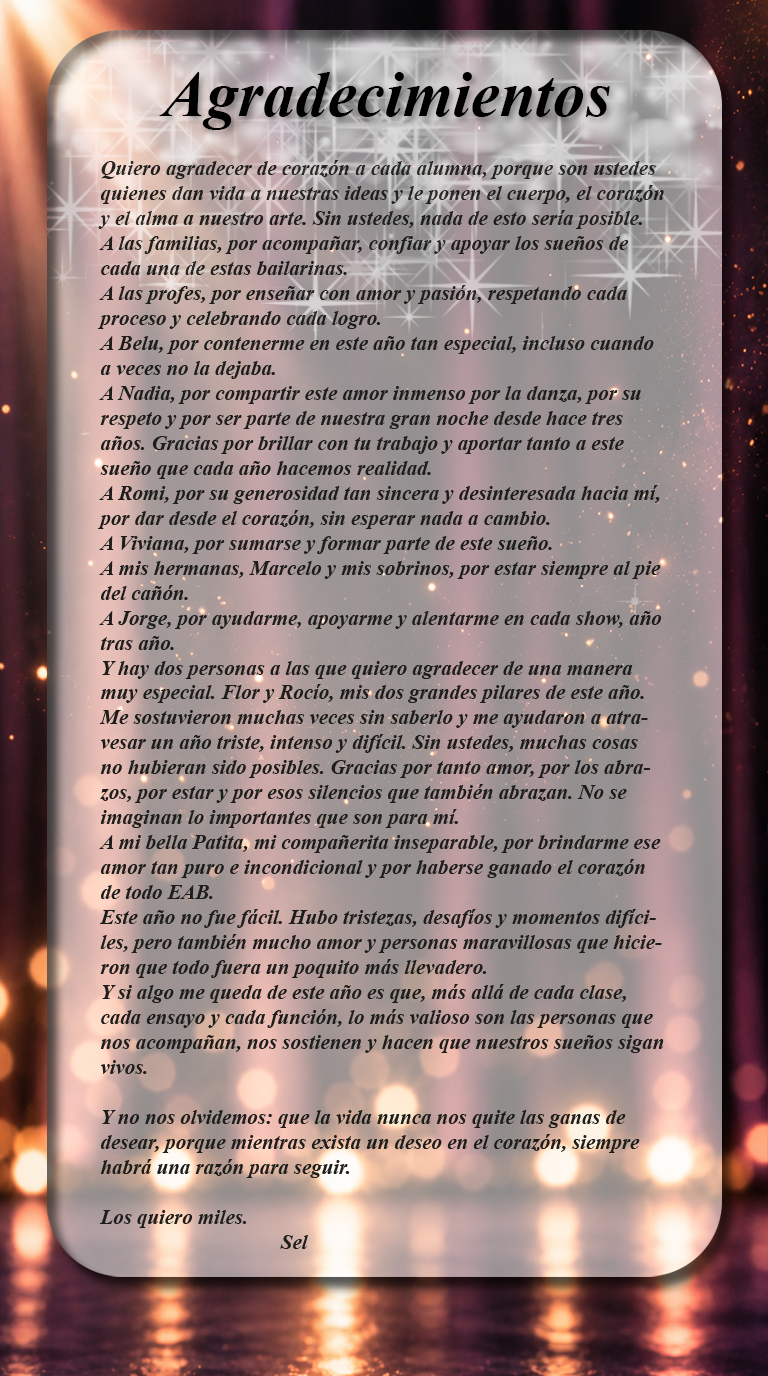 Agradecimientos
Quiero agradecer de corazón a cada alumna, porque son ustedes
quienes dan vida a nuestras ideas y le ponen el cuerpo, el corazón
y el alma a nuestro arte. Sin ustedes, nada de esto sería posible.
A las familias, por acompañar, confiar y apoyar los sueños de
cada una de estas bailarinas.
A las profes, por enseñar con amor y pasión, respetando cada
proceso y celebrando cada logro.
A Belu, por contenerme en este año tan especial, incluso cuando
a veces no la dejaba.
A Nadia, por compartir este amor inmenso por la danza, por su
respeto y por ser parte de nuestra gran noche desde hace tres
años. Gracias por brillar con tu trabajo y aportar tanto a este
sueño que cada año hacemos realidad.
A Romi, por su generosidad tan sincera y desinteresada hacia mí,
por dar desde el corazón, sin esperar nada a cambio.
A Viviana, por sumarse y formar parte de este sueño.
A mis hermanas, Marcelo y mis sobrinos, por estar siempre al pie
del cañón.
A Jorge, por ayudarme, apoyarme y alentarme en cada show, año
tras año.
Y hay dos personas a las que quiero agradecer de una manera
muy especial. Flor y Rocío, mis dos grandes pilares de este año.
Me sostuvieron muchas veces sin saberlo y me ayudaron a atra-
vesar un año triste, intenso y difícil. Sin ustedes, muchas cosas
no hubieran sido posibles. Gracias por tanto amor, por los abra-
zos, por estar y por esos silencios que también abrazan. No se
imaginan lo importantes que son para mí.
A mi bella Patita, mi compañerita inseparable, por brindarme ese
amor tan puro e incondicional y por haberse ganado el corazón
de todo EAB.
Este año no fue fácil. Hubo tristezas, desafíos y momentos difíci-
les, pero también mucho amor y personas maravillosas que hicie-
ron que todo fuera un poquito más llevadero.
Y si algo me queda de este año es que, más allá de cada clase,
cada ensayo y cada función, lo más valioso son las personas que
nos acompañan, nos sostienen y hacen que nuestros sueños sigan
vivos.
Y no nos olvidemos: que la vida nunca nos quite las ganas de
desear, porque mientras exista un deseo en el corazón, siempre
habrá una razón para seguir.
Los quiero miles.
Sel